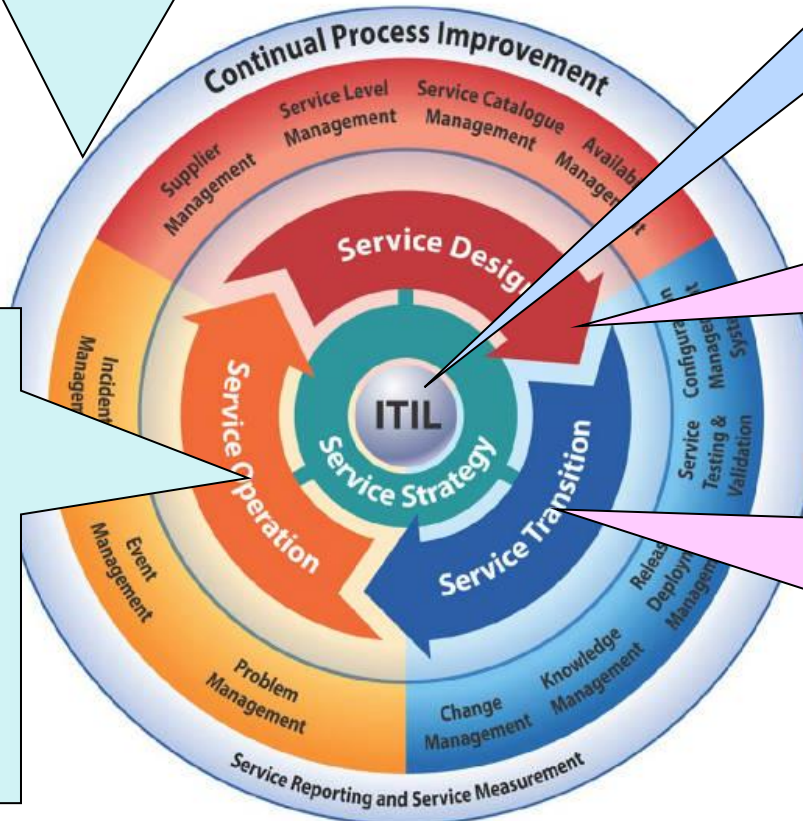 Continual Process Improvement
Supplier
Management
Service Level
Management
Service Catalogue
Management
Service Design
Service Operation
ITIL
Service Strategy
Service Transition
Incident
Event
Management
Problem
Management
Service
Testing &
Validation
Knowledge
Management
Change
Management
Service Reporting and Service Measurement